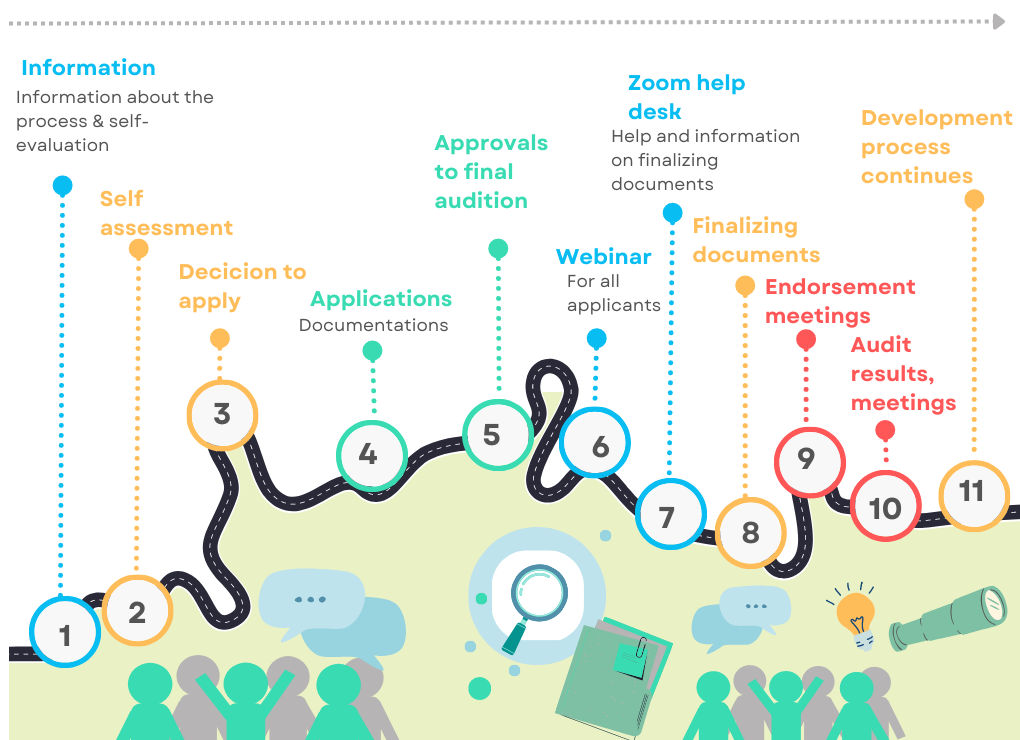 Information
Information about the
process & self-
evaluation
Self
assessment
Decicion to
apply
Applications
Documentations
Approvals
to final
audition
Webinar
For all
applicants
Zoom help
desk
Help and information
on finalizing
documents
Finalizing
documents
Endorsement
meetings
Audit
results,
meetings
Development
process
continues
1
2
3
4
5
6
7
8
9
10
11